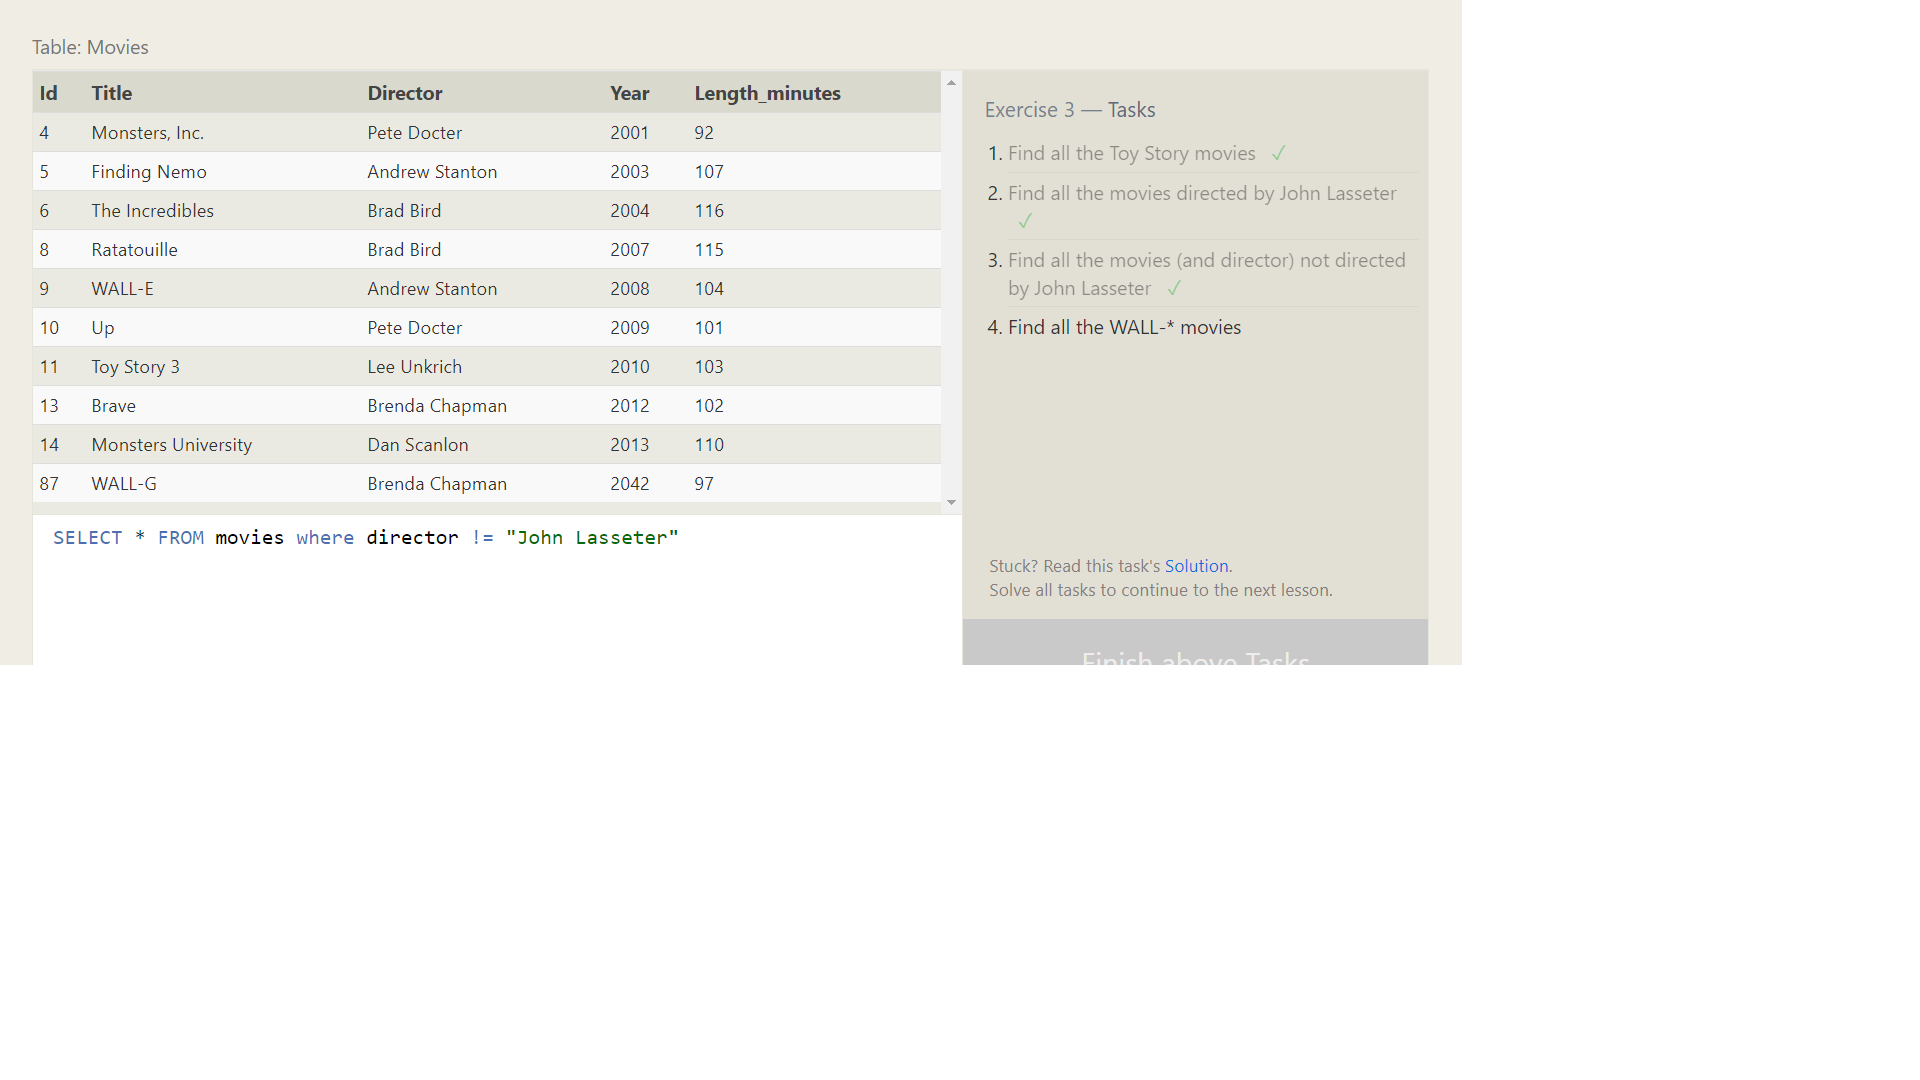 Table: Movies
Id Title Director Year Length_minutes
4 Monsters, Inc. Pete Docter 2001 92
5 Finding Nemo Andrew Stanton 2003 107
6 The Incredibles Brad Bird 2004 116
8 Ratatouille Brad Bird 2007 115
9 WALL-E Andrew Stanton 2008 104
10 Up Pete Docter 2009 101
11 Toy Story 3 Lee Unkrich 2010 103
13 Brave Brenda Chapman 2012 102
14 Monsters University Dan Scanlon 2013 110
87 WALL-G Brenda Chapman 2042 97
SELECT * FROM movies where director != "John Lasseter"
Exercise 3 — Tasks
1. Find all the Toy Story movies ✓
2. Find all the movies directed by John Lasseter
✓
3. Find all the movies (and director) not directed
by John Lasseter ✓
4. Find all the WALL-* movies
Stuck? Read this task's Solution.
Solve all tasks to continue to the next lesson.
Finish above Tasks